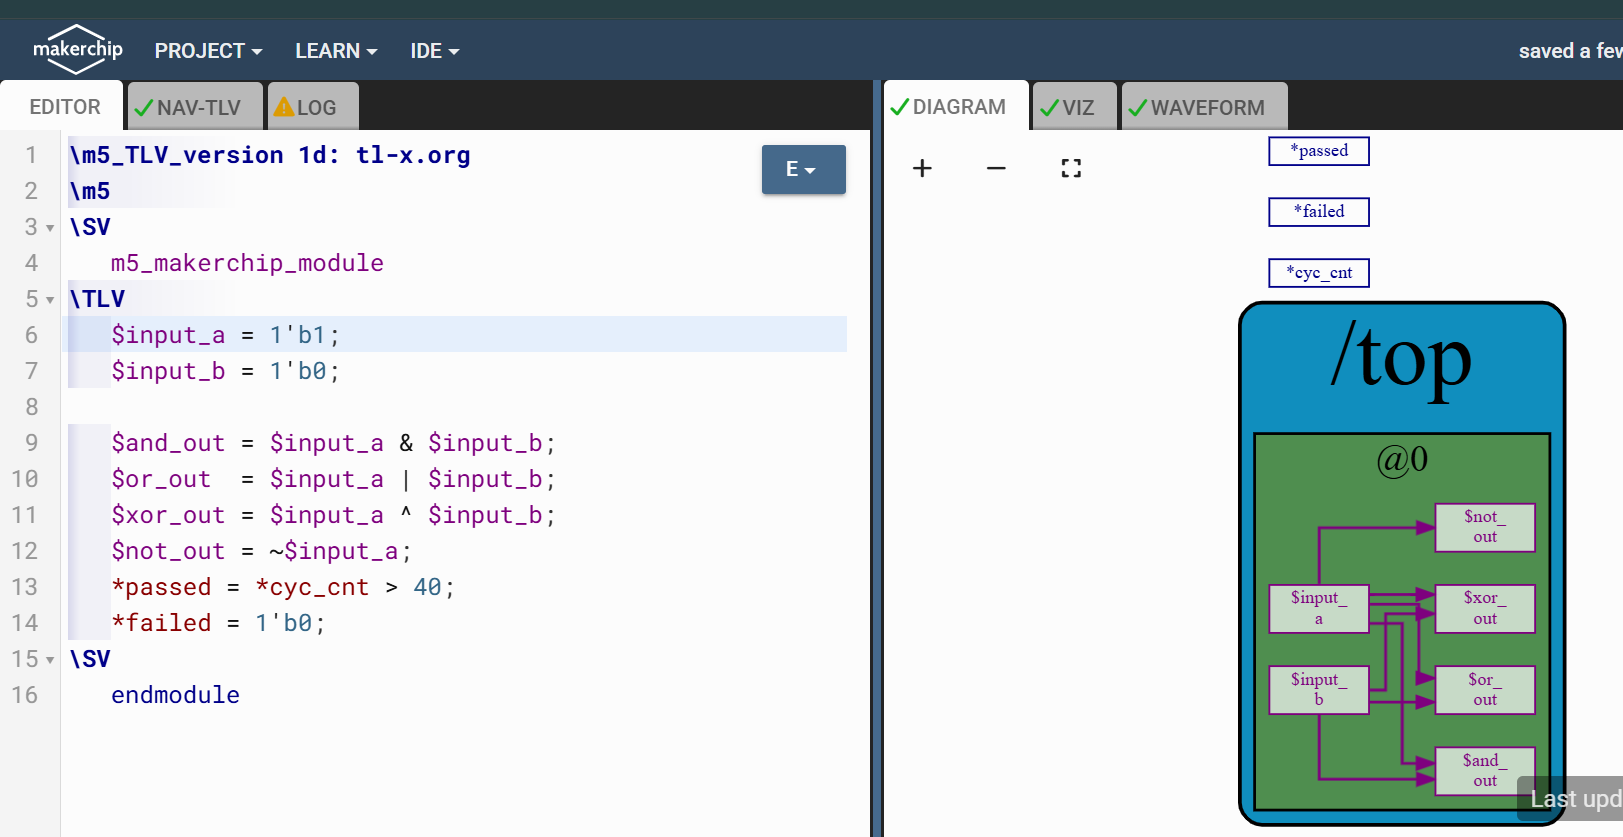 makerchip PROJECT LEARN IDE saved a few
EDITOR NAV-TLV LOG DIAGRAM VIZ WAVEFORM
1 \m5_TLV_version 1d: tl-x.org
2 \m5
3 \SV
4 m5_makerchip_module
5 \TLV
6 $input_a = 1'b1;
7 $input_b = 1'b0;
8
9 $and_out = $input_a & $input_b;
10 $or_out  = $input_a | $input_b;
11 $xor_out = $input_a ^ $input_b;
12 $not_out = ~$input_a;
13 *passed = *cyc_cnt > 40;
14 *failed = 1'b0;
15 \SV
16 endmodule
E
*passed
*failed
*cyc_cnt
/top
@0
$not_
out
$input_
a
$xor_
out
$input_
b
$or_
out
$and_
out
Last upd